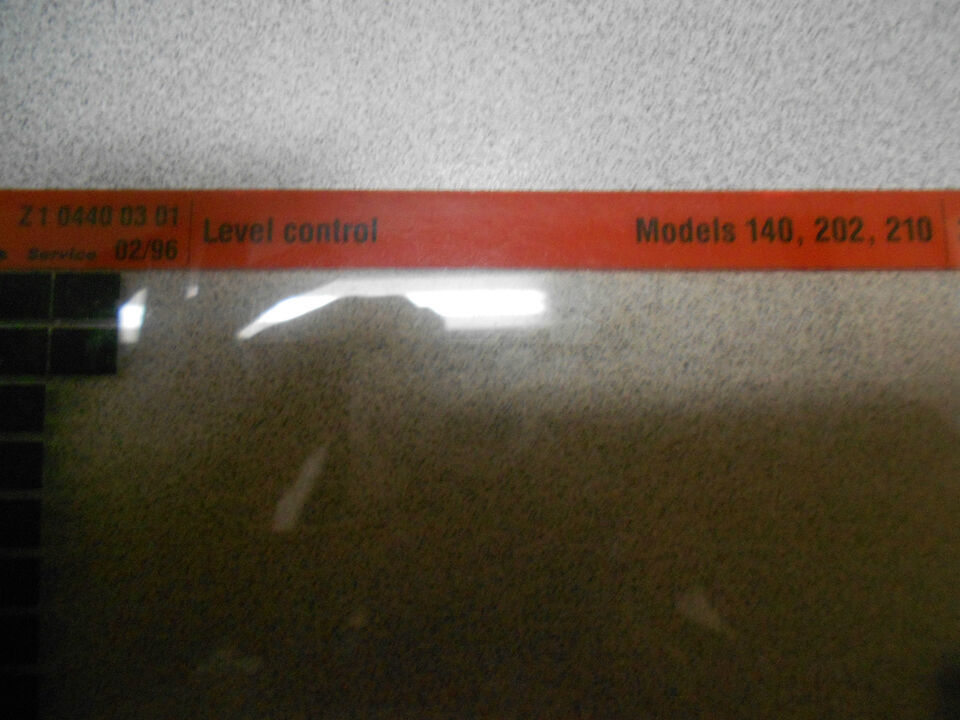 Z1 0440 03 01
Service 02/96
Level control
Models 140, 202, 210